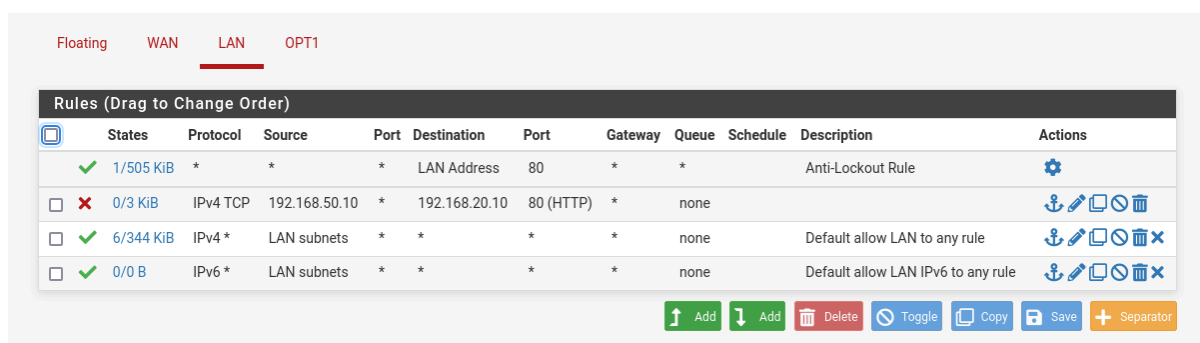 Floating WAN LAN OPT1
Rules (Drag to Change Order)
States Protocol Source Port Destination Port Gateway Queue Schedule Description Actions
1/505 KiB * * * LAN Address 80 * * Anti-Lockout Rule
0/3 KiB IPv4 TCP 192.168.50.10 * 192.168.20.10 80 (HTTP) * none
6/344 KiB IPv4 * LAN subnets * * * * none Default allow LAN to any rule
0/0 B IPv6 * LAN subnets * * * * none Default allow LAN IPv6 to any rule
Add Add Delete Toggle Copy Save Separator